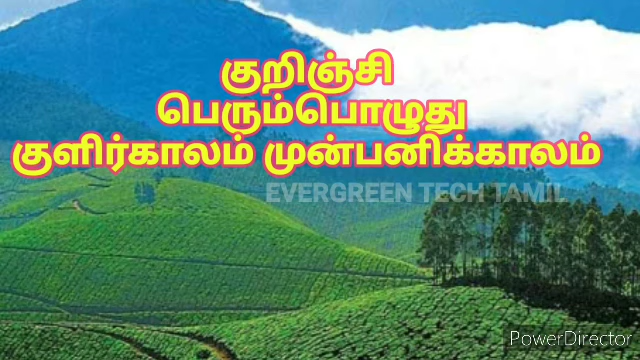 குறிஞ்சி
பெரும்பொழுது
குளிர்காலம் முன்பனிக்காலம்
EVERGREEN TECH TAMIL
PowerDirector